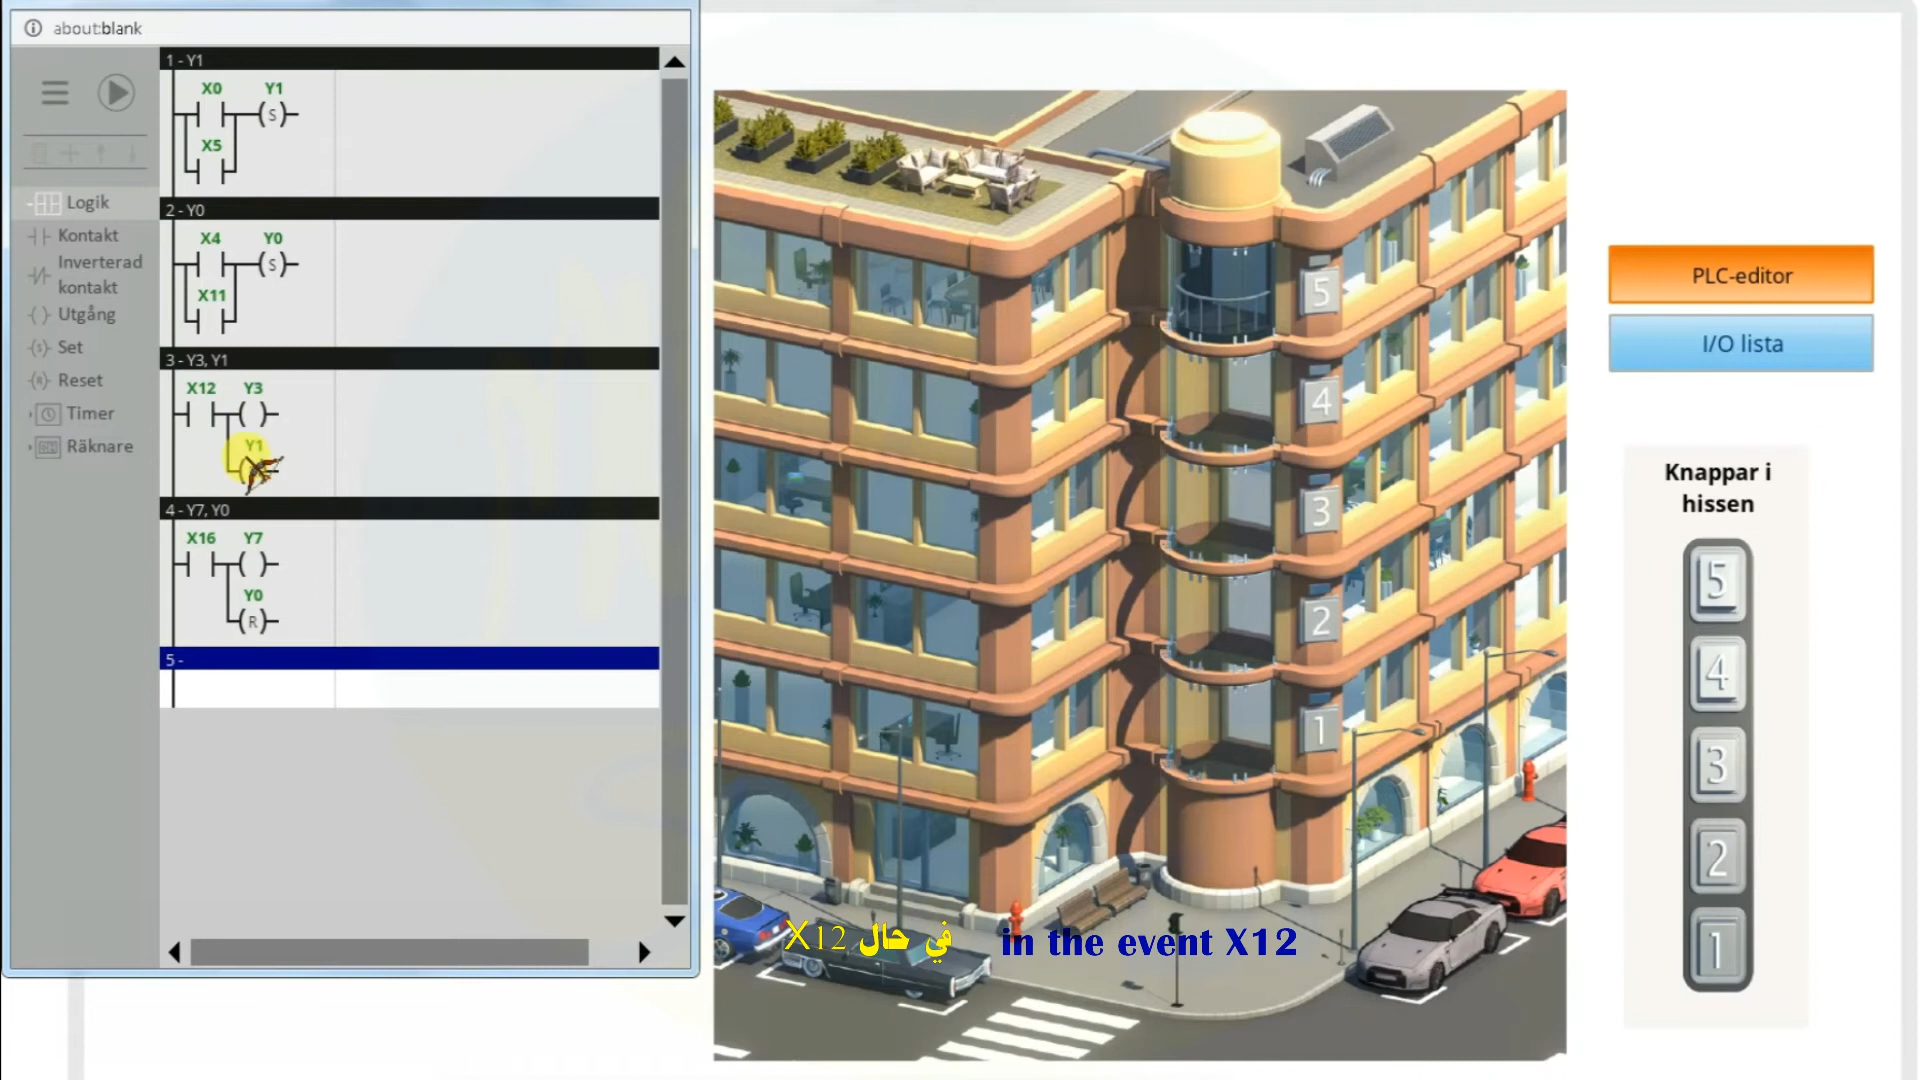 about:blank
Logik
Kontakt
Inverterad
kontakt
Utgång
Set
Reset
Timer
Räknare
1 - Y1
X0 Y1
S
X5
2 - Y0
X4 Y0
S
X11
3 - Y3, Y1
X12 Y3
Y1
4 - Y7, Y0
X16 Y7
Y0
R
5 -
5
4
3
2
1
في حال X12
in the event X12
PLC-editor
I/O lista
Knappar i
hissen
5
4
3
2
1